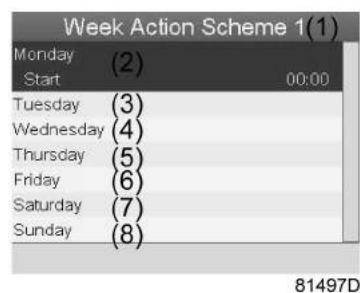 Week Action Scheme 1(1)
Monday (2)
Start 00:00
Tuesday (3)
Wednesday (4)
Thursday (5)
Friday (6)
Saturday (7)
Sunday (8)
81497D